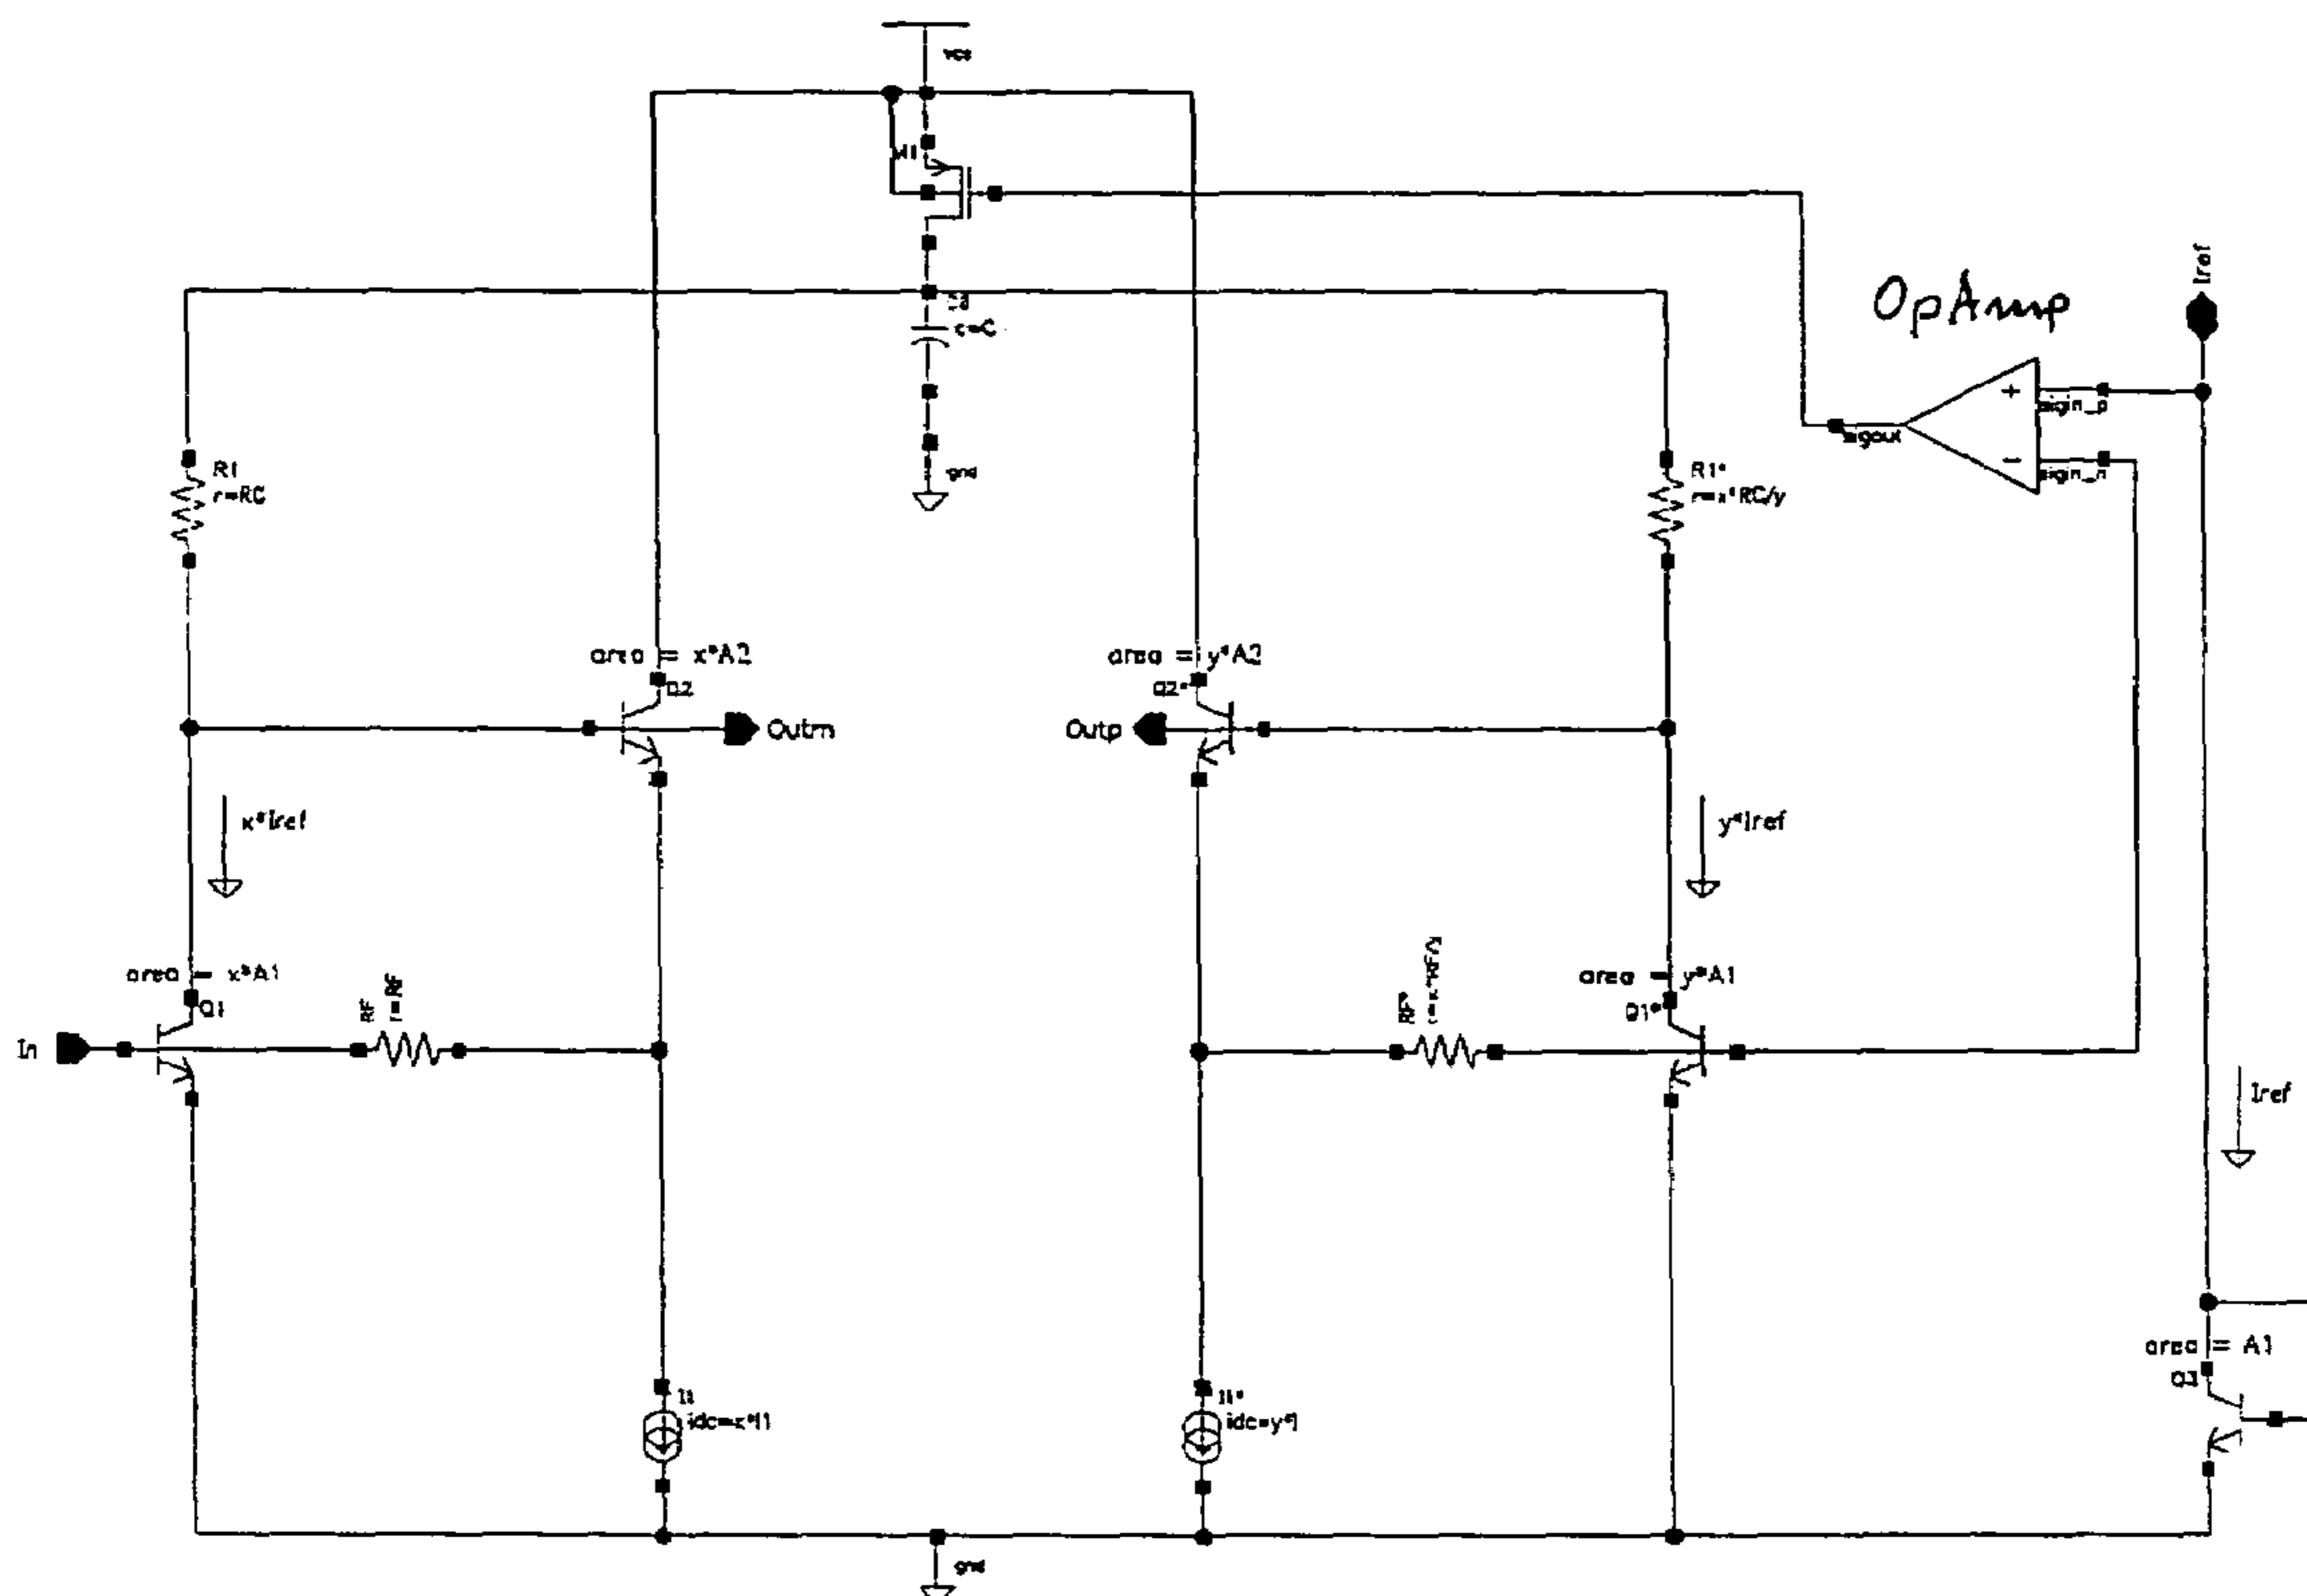 vcc
M1
OpAmp
Iref
c=C
+
sigin_p
sigout
−
sigin_n
gnd
R1
r=RC
R1*
r=x*RC/y
area = x*A2
Q2
area = y*A2
Q2*
Outm
Outp
x*Iref
y*Iref
area = x*A1
Q1
RF
r=RF
area = y*A1
Q1*
In
Iref
area = A1
Q3
I1
idc=x*I1
I1*
idc=y*I
gnd